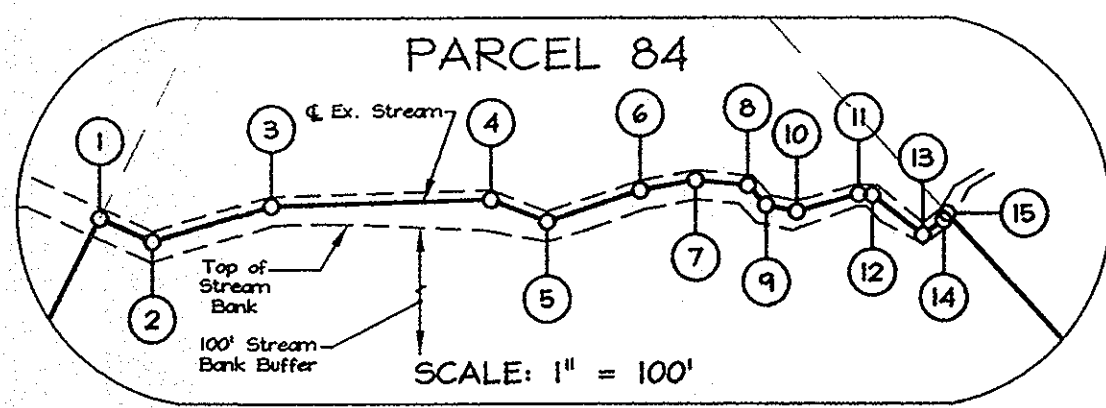 PARCEL 84
1
3
℄ Ex. Stream
4
6
8
10
11
13
15
Top of
Stream
Bank
2
5
7
9
12
14
100' Stream
Bank Buffer
SCALE: 1" = 100'